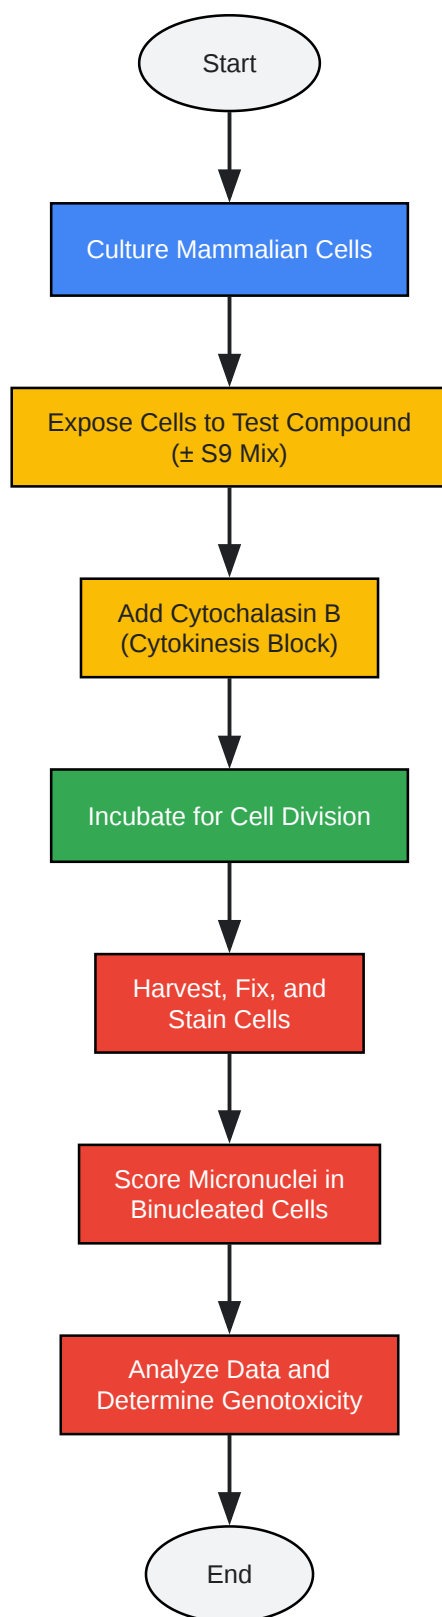 Start
Culture Mammalian Cells
Expose Cells to Test Compound
(± S9 Mix)
Add Cytochalasin B
(Cytokinesis Block)
Incubate for Cell Division
Harvest, Fix, and
Stain Cells
Score Micronuclei in
Binucleated Cells
Analyze Data and
Determine Genotoxicity
End